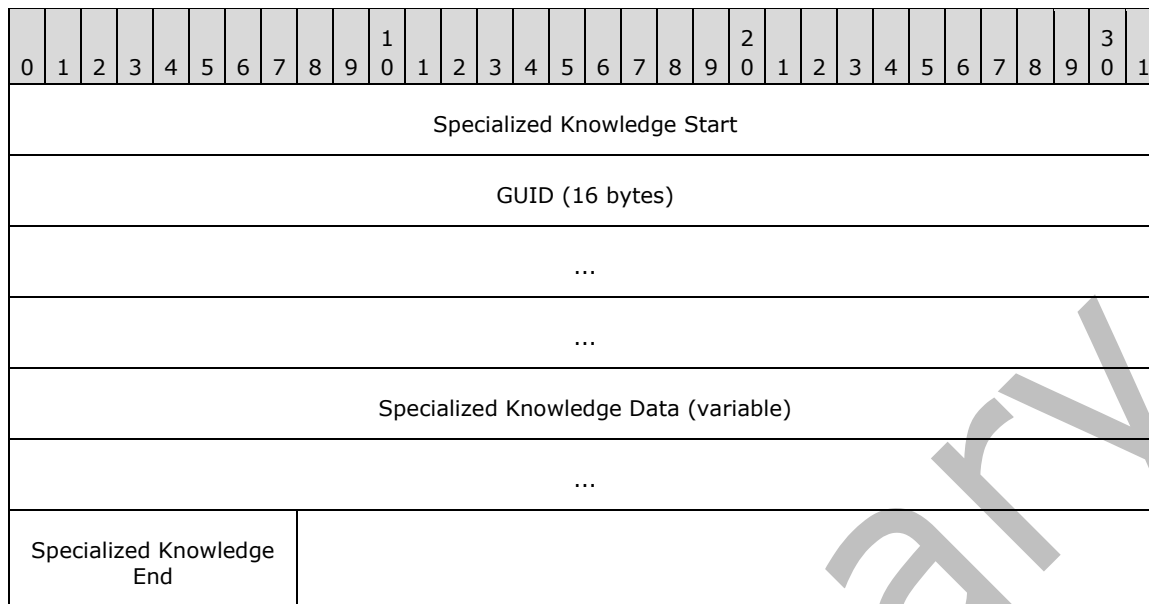 1 2 3
0 1 2 3 4 5 6 7 8 9 0 1 2 3 4 5 6 7 8 9 0 1 2 3 4 5 6 7 8 9 0 1
Specialized Knowledge Start
GUID (16 bytes)
...
...
Specialized Knowledge Data (variable)
...
Specialized Knowledge
End
ary